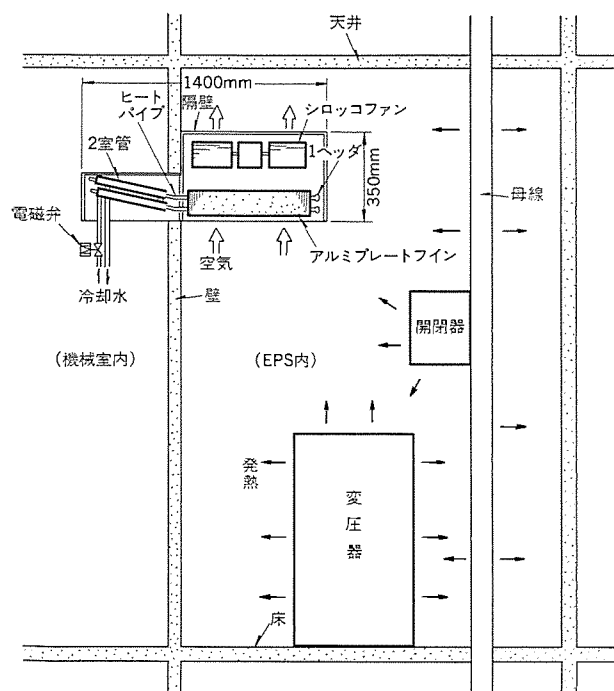 天井
1400mm
ヒート
パイプ
隔壁
シロッコファン
1ヘッダ
2室管
350mm
母線
電磁弁
アルミプレートフイン
空気
冷却水
壁
開閉器
(機械室内)
(EPS内)
発熱
変圧器
床